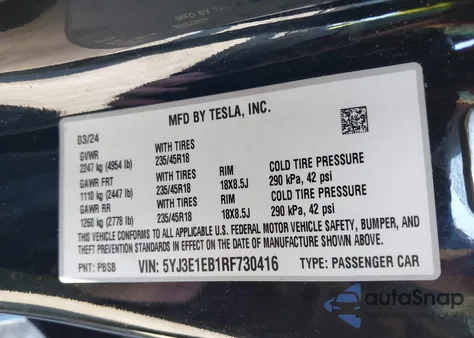 MFD BY TESLA, INC.
03/24
GVWR WITH TIRES
2247 kg (4954 lb) 235/45R18 RIM COLD TIRE PRESSURE
GAWR FRT WITH TIRES 18X8.5J 290 kPa, 42 psi
1110 kg (2447 lb) 235/45R18 RIM COLD TIRE PRESSURE
GAWR RR WITH TIRES 18X8.5J 290 kPa, 42 psi
1260 kg (2778 lb) 235/45R18
THIS VEHICLE CONFORMS TO ALL APPLICABLE U.S. FEDERAL MOTOR VEHICLE SAFETY, BUMPER, AND
THEFT PREVENTION STANDARDS IN EFFECT ON THE DATE OF MANUFACTURE SHOWN ABOVE.
PNT: PBSB VIN: 5YJ3E1EB1RF730416 TYPE: PASSENGER CAR
autoSnap